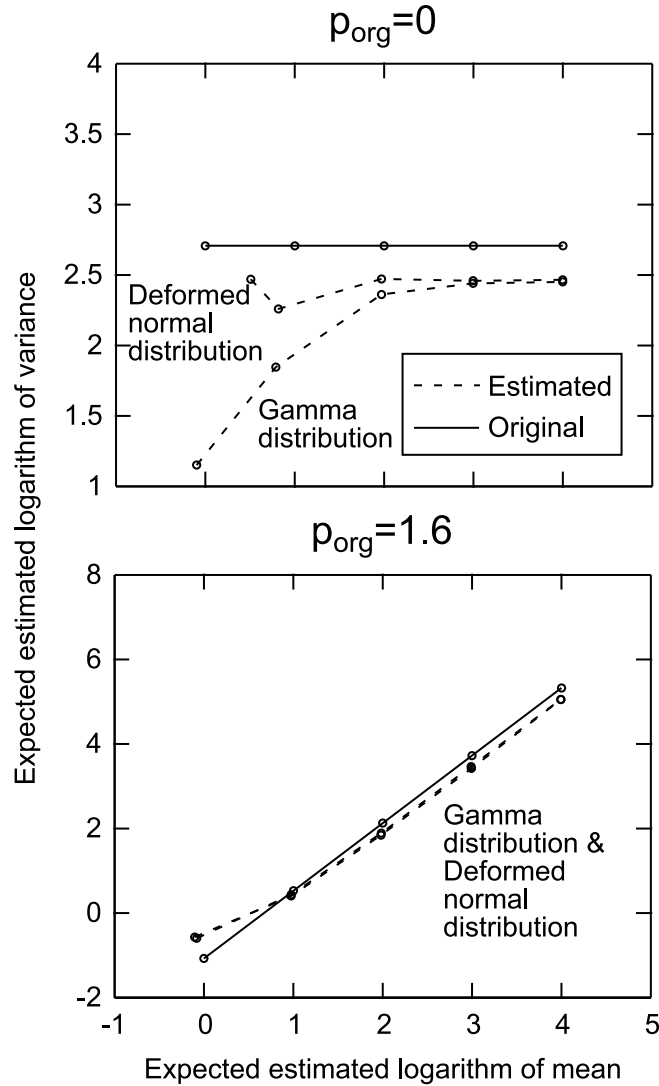 p_org=0
4
3.5
3
2.5
2
1.5
1
Deformed
normal
distribution
Gamma
distribution
Estimated
Original
Expected estimated logarithm of variance
p_org=1.6
8
6
4
2
0
-2
Gamma
distribution &
Deformed
normal
distribution
-1 0 1 2 3 4 5
Expected estimated logarithm of mean